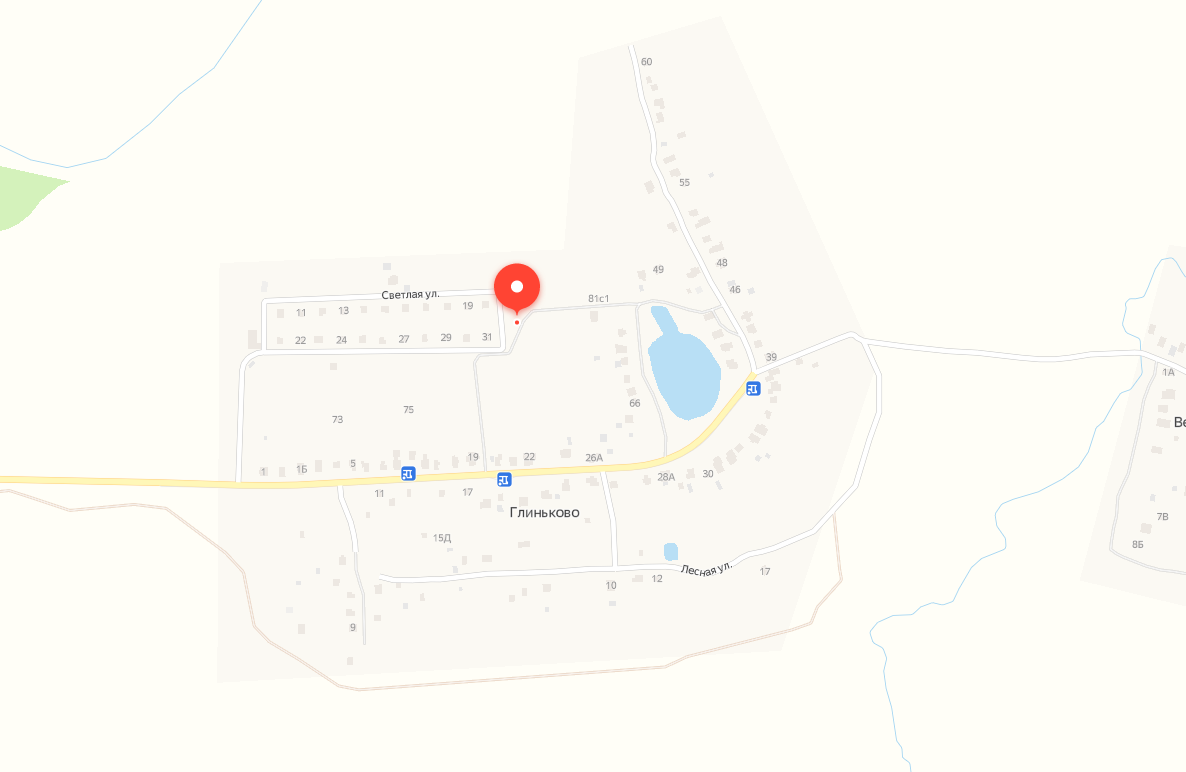 60
55
49
48
46
81с1
Светлая ул.
11
13
19
22
24
27
29
31
39
1А
Ве
66
75
73
1
1Б
5
19
22
26А
28А
30
11
17
Глиньково
15Д
7В
8Б
Лесная ул.
17
10
12
9